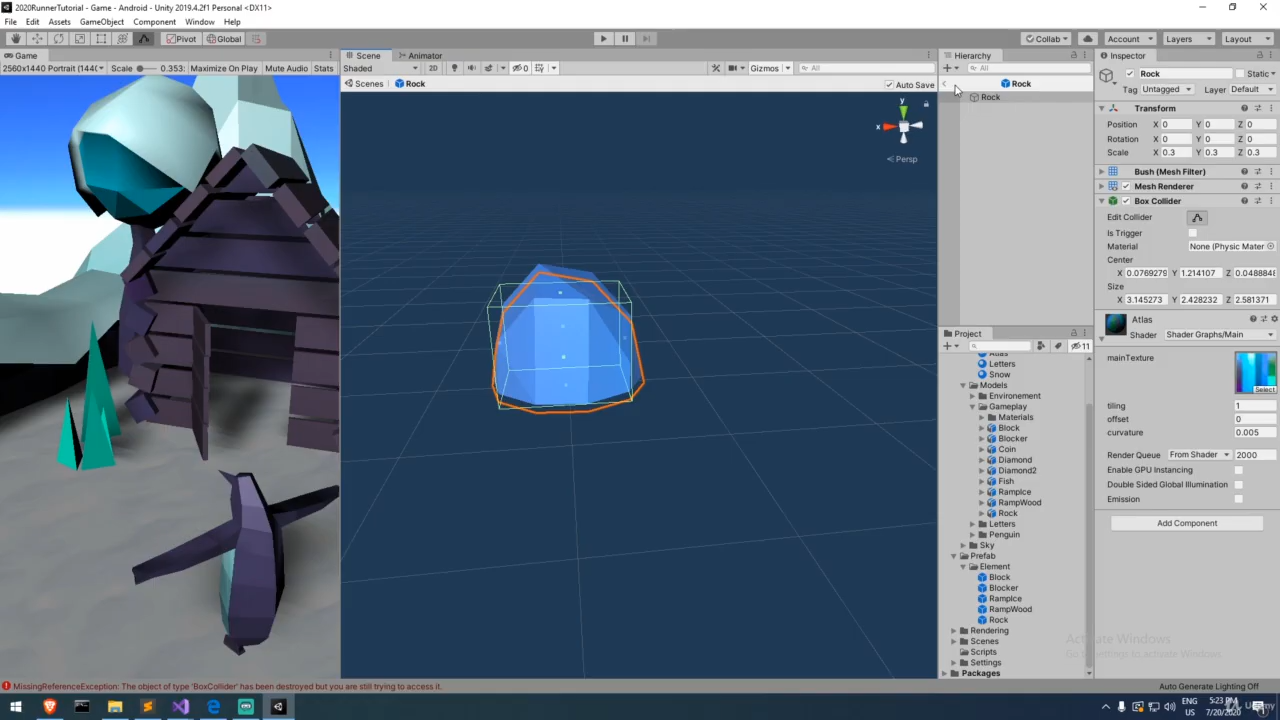 2020RunnerTutorial - Game - Android - Unity 2019.4.2f1 Personal <DX11>
File Edit Assets GameObject Component Window Help
Pivot Global Collab Account Layers Layout
Game Scene Animator Hierarchy Inspector
2560x1440 Portrait (144 Scale 0.353: Maximize On Play Mute Audio Stats Shaded 2D 0 Gizmos All All
Rock Static
Scenes Rock Auto Save Rock
Tag Untagged Layer Default
Rock
y
x
Persp
Transform
Position X 0 Y 0 Z 0
Rotation X 0 Y 0 Z 0
Scale X 0.3 Y 0.3 Z 0.3
Bush (Mesh Filter)
Mesh Renderer
Box Collider
Edit Collider
Is Trigger
Material None (Physic Mater
Center
X 0.0769279 Y 1.214107 Z 0.0488848
Size
X 3.145273 Y 2.428232 Z 2.581371
Atlas
Shader Shader Graphs/Main
mainTexture
Select
tiling 1
offset 0
curvature 0.005
Render Queue From Shader 2000
Enable GPU Instancing
Double Sided Global Illumination
Emission
Add Component
Project
11
Atlas
Letters
Snow
Models
Environement
Gameplay
Materials
Block
Blocker
Coin
Diamond
Diamond2
Fish
RampIce
RampWood
Rock
Letters
Penguin
Sky
Prefab
Element
Block
Blocker
RampIce
RampWood
Rock
Rendering
Scenes
Scripts
Settings
Packages
Activate Windows
Go to Settings to activate Windows.
MissingReferenceException: The object of type 'BoxCollider' has been destroyed but you are still trying to access it.
Auto Generate Lighting Off
ENG
US
5:23 PM
7/20/2020
Udemy